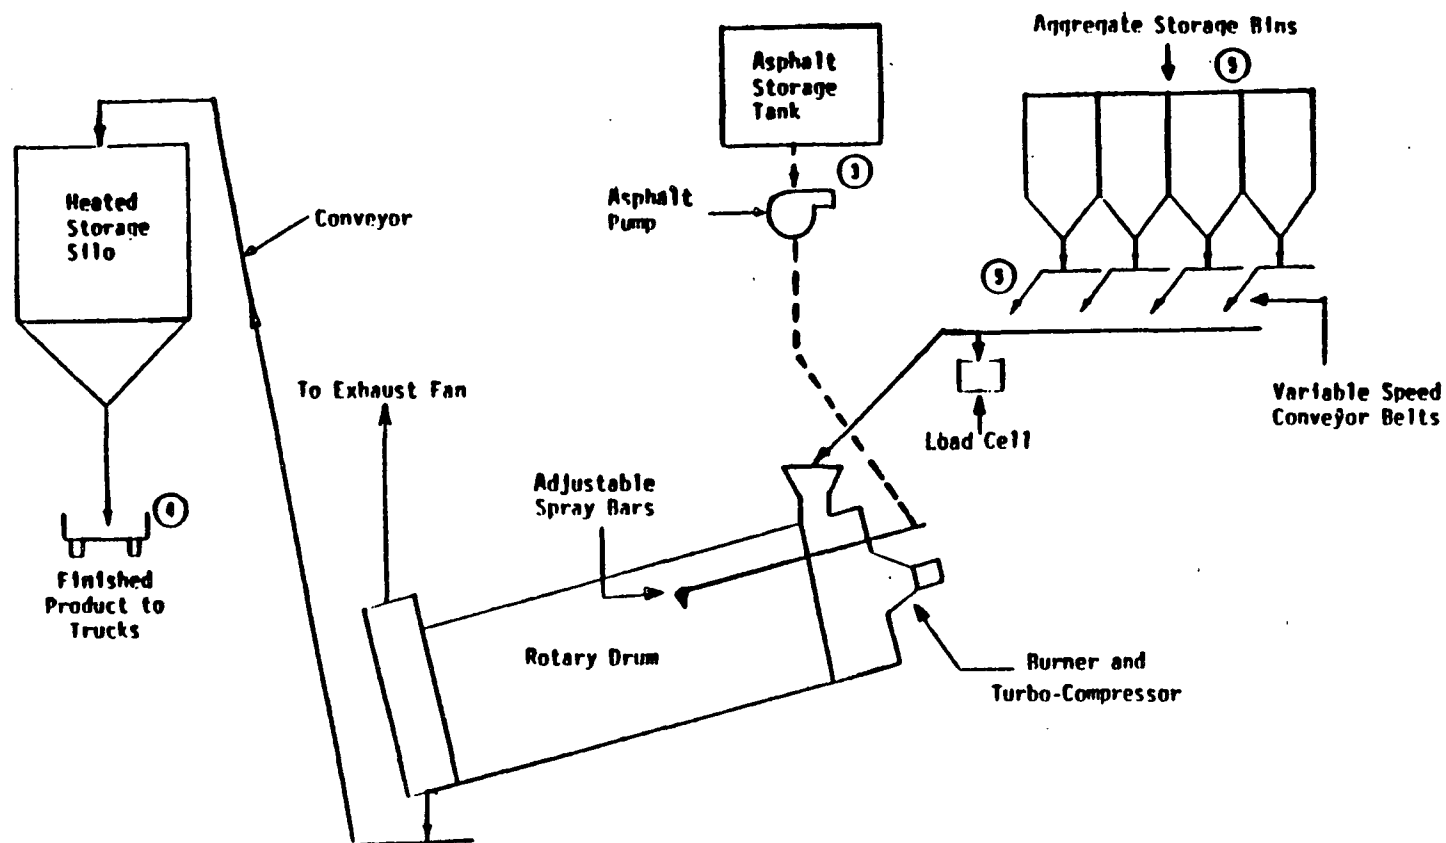 Aggregate Storage Bins
5
Asphalt
Storage
Tank
3
Asphalt
Pump
Heated
Storage
Silo
Conveyor
5
To Exhaust Fan
Variable Speed
Conveyor Belts
Load Cell
Adjustable
Spray Bars
4
Finished
Product to
Trucks
Rotary Drum
Burner and
Turbo-Compressor